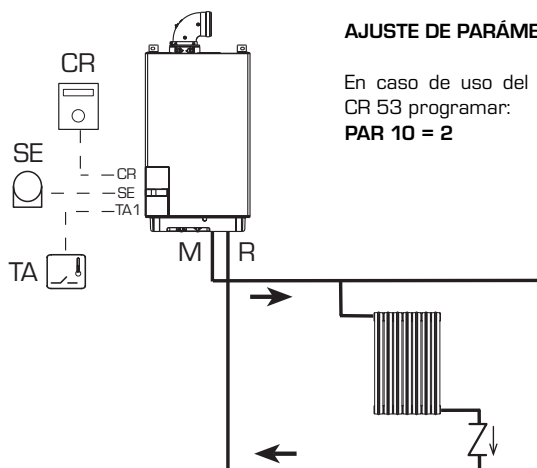 AJUSTE DE PARÁME
En caso de uso del
CR 53 programar:
PAR 10 = 2
CR
SE
TA
CR
SE
TA1
M R